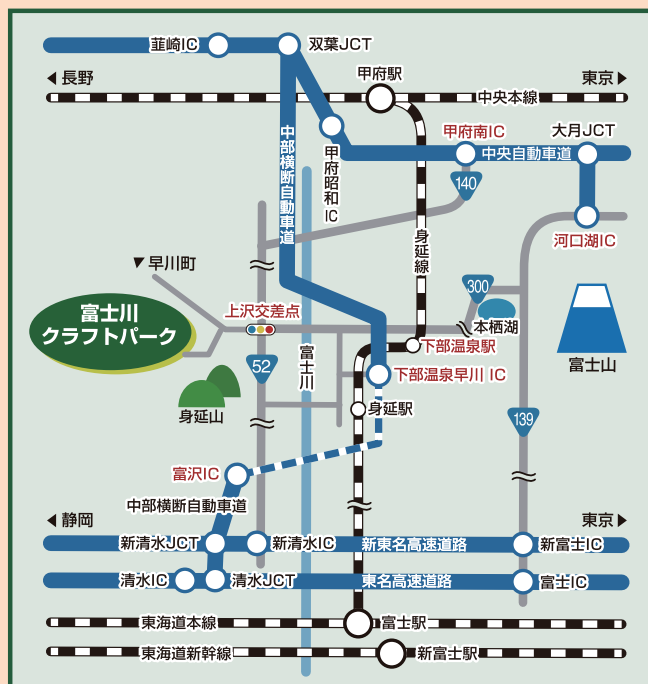 韮崎IC
双葉JCT
甲府駅
長野
東京
中央本線
甲府昭和IC
甲府南IC
大月JCT
中央自動車道
中部横断自動車道
140
身延線
河口湖IC
早川町
300
本栖湖
富士川
クラフトパーク
上沢交差点
富士川
下部温泉駅
富士山
52
下部温泉早川 IC
身延山
身延駅
139
富沢IC
中部横断自動車道
静岡
東京
新清水JCT
新清水IC
新東名高速道路
新富士IC
清水IC
清水JCT
東名高速道路
富士IC
東海道本線
富士駅
東海道新幹線
新富士駅